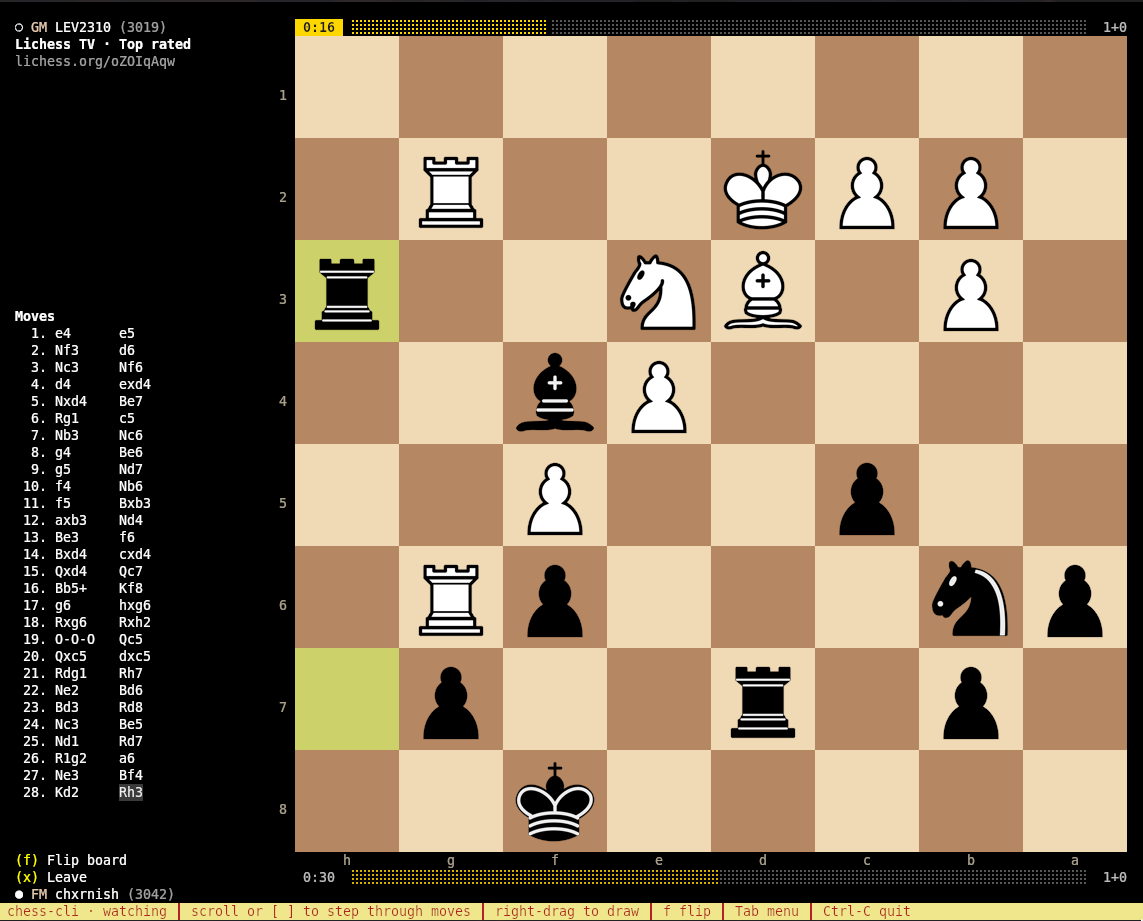 GM LEV2310 (3019)
Lichess TV · Top rated
lichess.org/oZOIqAqw
0:16 1+0
1
2
3
4
5
6
7
8
Moves
1. e4 e5
2. Nf3 d6
3. Nc3 Nf6
4. d4 exd4
5. Nxd4 Be7
6. Rg1 c5
7. Nb3 Nc6
8. g4 Be6
9. g5 Nd7
10. f4 Nb6
11. f5 Bxb3
12. axb3 Nd4
13. Be3 f6
14. Bxd4 cxd4
15. Qxd4 Qc7
16. Bb5+ Kf8
17. g6 hxg6
18. Rxg6 Rxh2
19. O-O-O Qc5
20. Qxc5 dxc5
21. Rdg1 Rh7
22. Ne2 Bd6
23. Bd3 Rd8
24. Nc3 Be5
25. Nd1 Rd7
26. R1g2 a6
27. Ne3 Bf4
28. Kd2 Rh3
h g f e d c b a
(f) Flip board
(x) Leave
FM chxrnish (3042)
0:30 1+0
chess-cli · watching | scroll or [ ] to step through moves | right-drag to draw | f flip | Tab menu | Ctrl-C quit